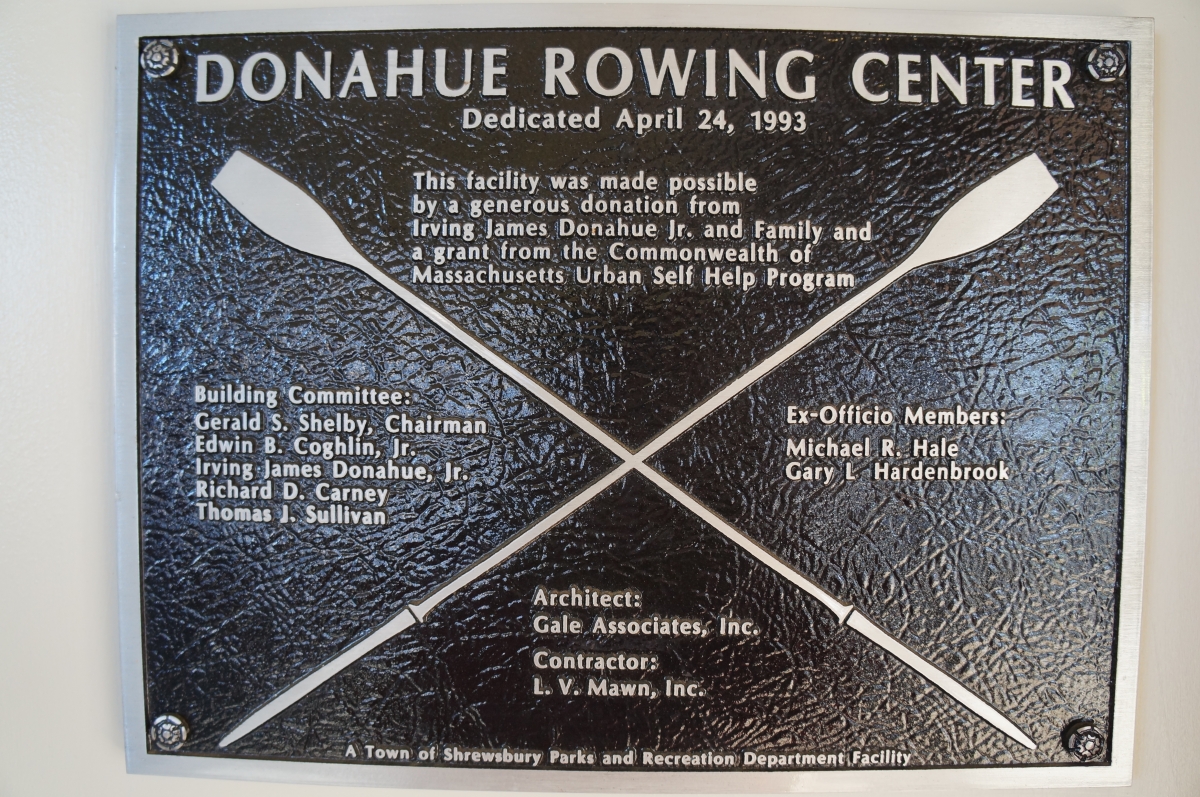 DONAHUE ROWING CENTER
Dedicated April 24, 1993
This facility was made possible
by a generous donation from
Irving James Donahue Jr. and Family and
a grant from the Commonwealth of
Massachusetts Urban Self Help Program
Building Committee:
Gerald S. Shelby, Chairman
Edwin B. Coghlin, Jr.
Irving James Donahue, Jr.
Richard D. Carney
Thomas J. Sullivan
Ex-Officio Members:
Michael R. Hale
Gary L Hardenbrook
Architect:
Gale Associates, Inc.
Contractor:
L. V. Mawn, Inc.
A Town of Shrewsbury Parks and Recreation Department Facility